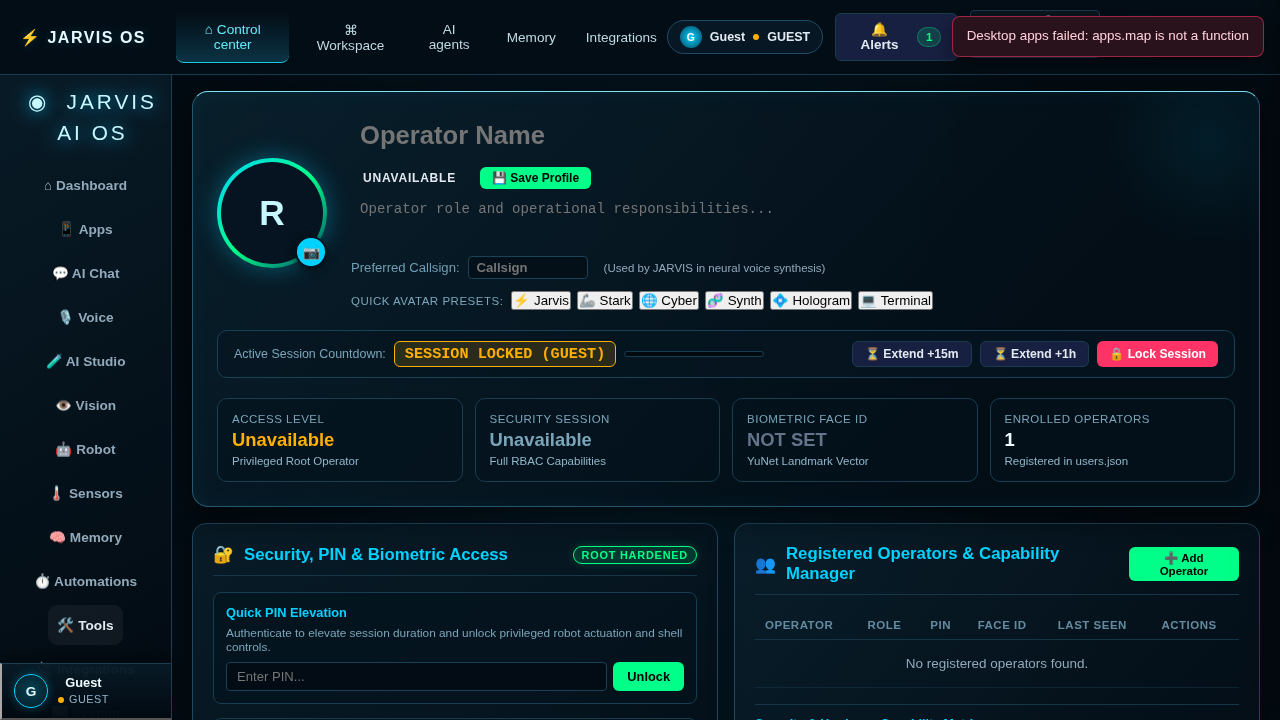 ⚡ JARVIS OS
⌂ Control center
⌘ Workspace
AI agents
Memory
Integrations
G Guest GUEST
🔔 Alerts 1
Desktop apps failed: apps.map is not a function
◉ JARVIS AI OS
⌂ Dashboard
📱 Apps
💬 AI Chat
🎙️ Voice
🧪 AI Studio
👁️ Vision
🤖 Robot
🌡️ Sensors
🧠 Memory
⏱️ Automations
🛠️ Tools
Integrations
G Guest
GUEST
Operator Name
R
UNAVAILABLE
💾 Save Profile
Operator role and operational responsibilities...
📷
Preferred Callsign: Callsign (Used by JARVIS in neural voice synthesis)
QUICK AVATAR PRESETS: ⚡ Jarvis 🦾 Stark 🌐 Cyber 🧬 Synth 💠 Hologram 💻 Terminal
Active Session Countdown: SESSION LOCKED (GUEST)
⏳ Extend +15m
⏳ Extend +1h
🔒 Lock Session
ACCESS LEVEL
Unavailable
Privileged Root Operator
SECURITY SESSION
Unavailable
Full RBAC Capabilities
BIOMETRIC FACE ID
NOT SET
YuNet Landmark Vector
ENROLLED OPERATORS
1
Registered in users.json
🔐 Security, PIN & Biometric Access
ROOT HARDENED
Quick PIN Elevation
Authenticate to elevate session duration and unlock privileged robot actuation and shell
controls.
Enter PIN...
Unlock
👥 Registered Operators & Capability
Manager
➕ Add
Operator
OPERATOR ROLE PIN FACE ID LAST SEEN ACTIONS
No registered operators found.